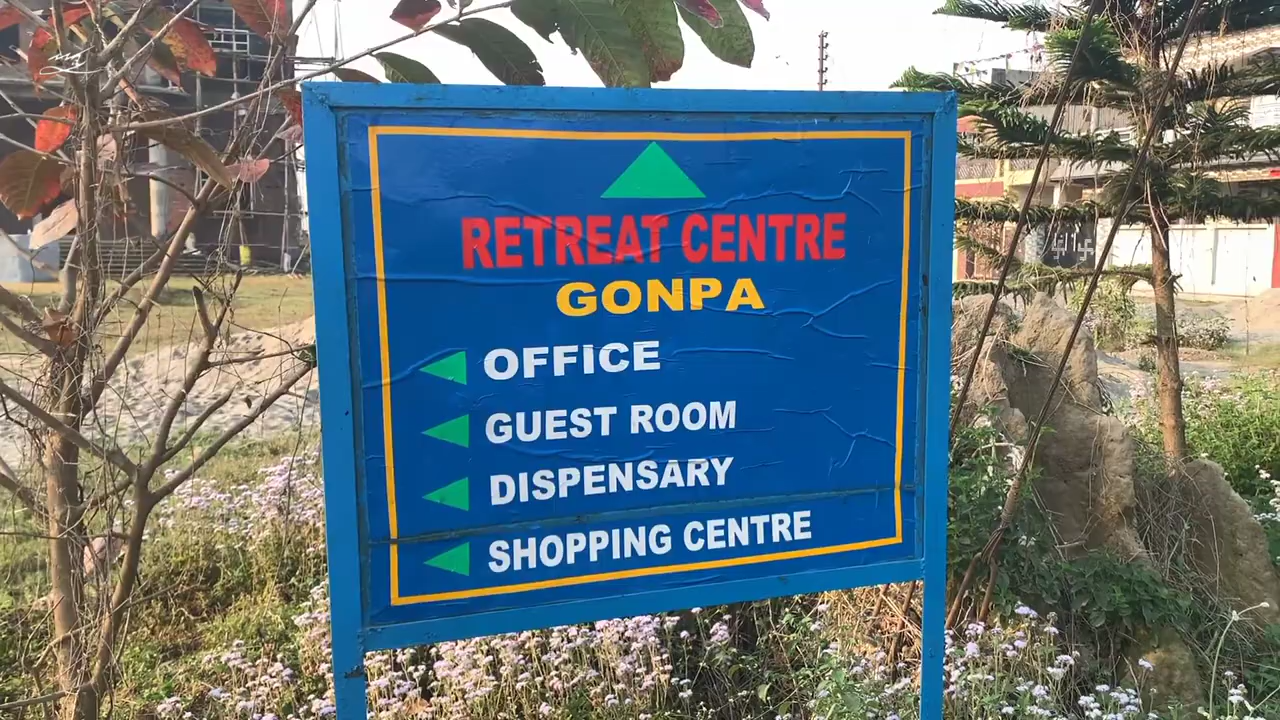 RETREAT CENTRE
GONPA
OFFICE
GUEST ROOM
DISPENSARY
SHOPPING CENTRE